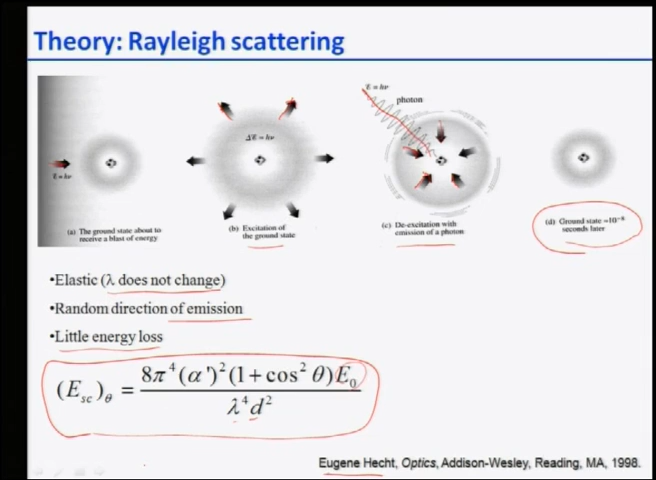 Theory: Rayleigh scattering
E = hν
(a) The ground state about to
receive a blast of energy
ΔE = hν
(b) Excitation of
the ground state
E = hν
photon
(c) De-excitation with
emission of a photon
(d) Ground state ~10⁻⁸
seconds later
•Elastic (λ does not change)
•Random direction of emission
•Little energy loss
(E_sc)_θ = 8π⁴(α')²(1+cos²θ)E₀ / λ⁴d²
Eugene Hecht, Optics, Addison-Wesley, Reading, MA, 1998.